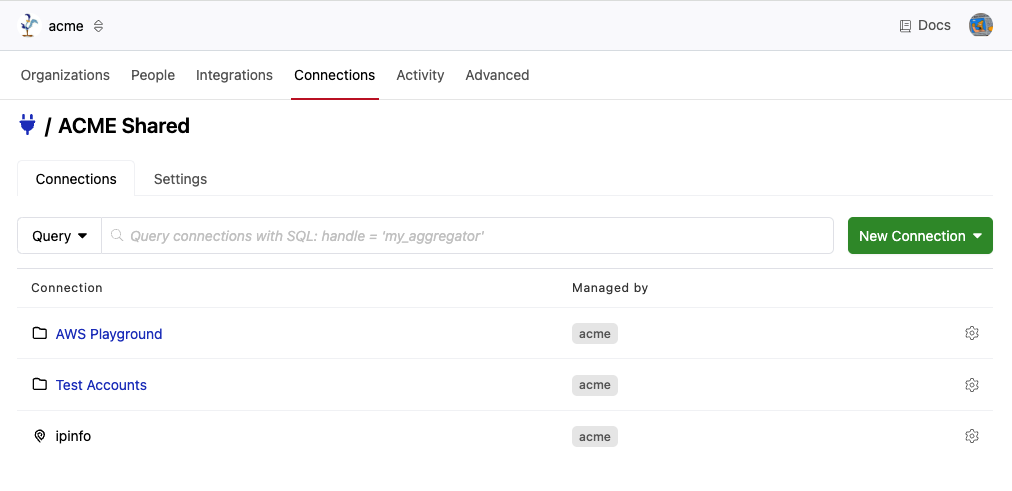 acme
Docs
Organizations People Integrations Connections Activity Advanced
/ ACME Shared
Connections Settings
Query Query connections with SQL: handle = 'my_aggregator' New Connection
Connection Managed by
AWS Playground acme
Test Accounts acme
ipinfo acme